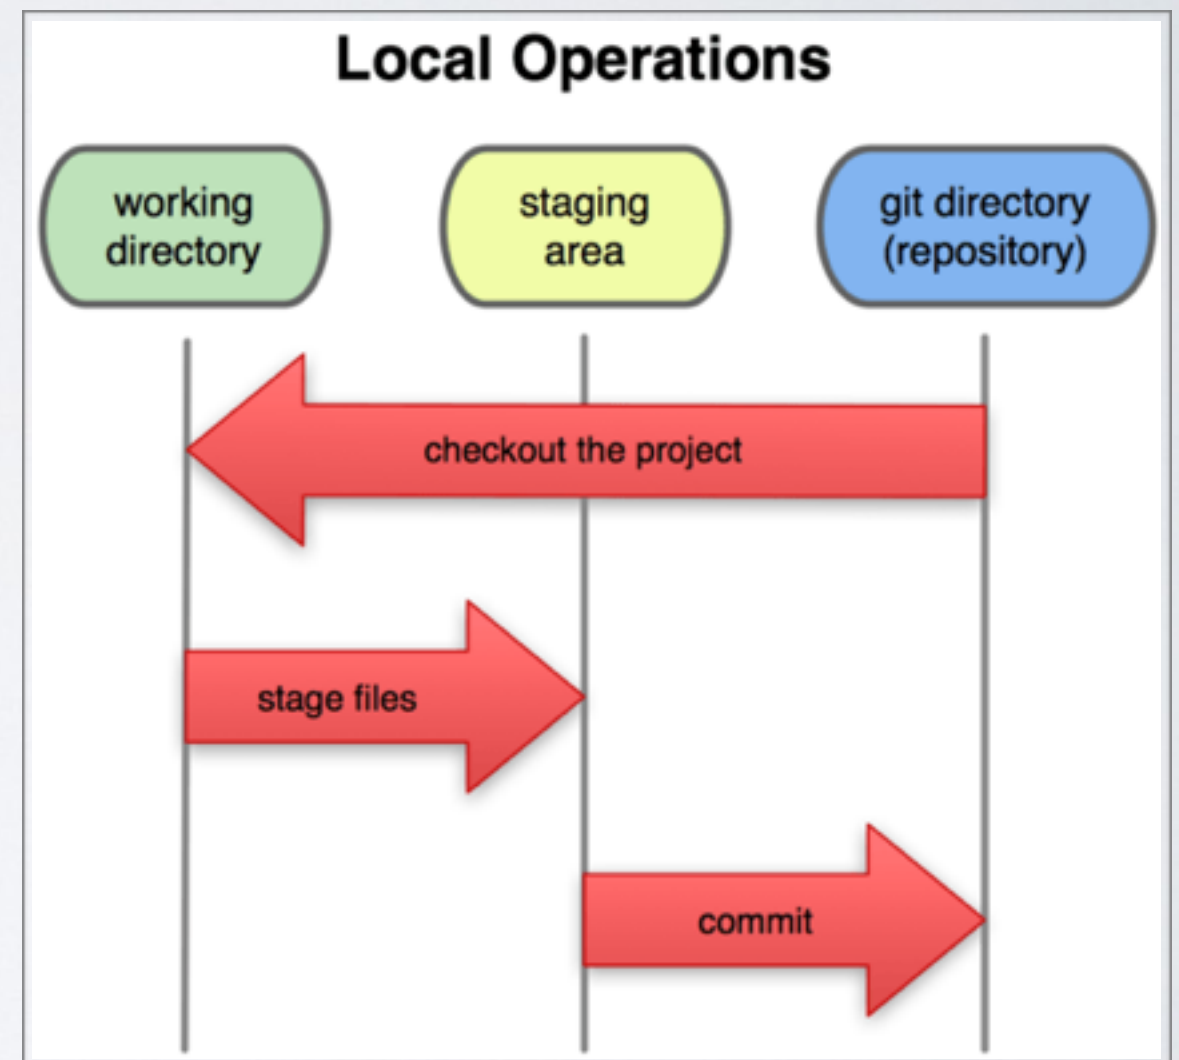 Local Operations
working
directory
staging
area
git directory
(repository)
checkout the project
stage files
commit